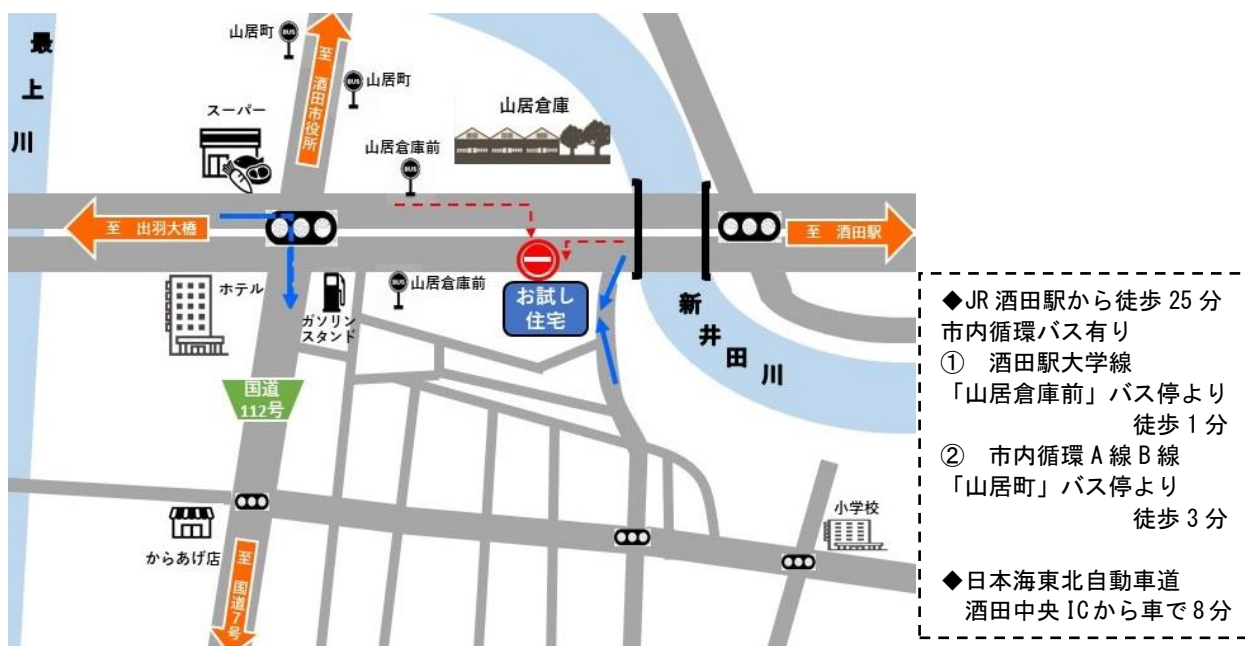 最上川
山居町
BUS
至 酒田市役所
BUS
山居町
スーパー
山居倉庫
山居倉庫前
BUS
至 出羽大橋
至 酒田駅
ホテル
ガソリン
スタンド
BUS
山居倉庫前
お試し
住宅
新井田川
国道
112号
からあげ店
至 国道7号
小学校
◆JR酒田駅から徒歩25分
市内循環バス有り
① 酒田駅大学線
「山居倉庫前」バス停より
徒歩1分
② 市内循環A線B線
「山居町」バス停より
徒歩3分
◆日本海東北自動車道
酒田中央ICから車で8分